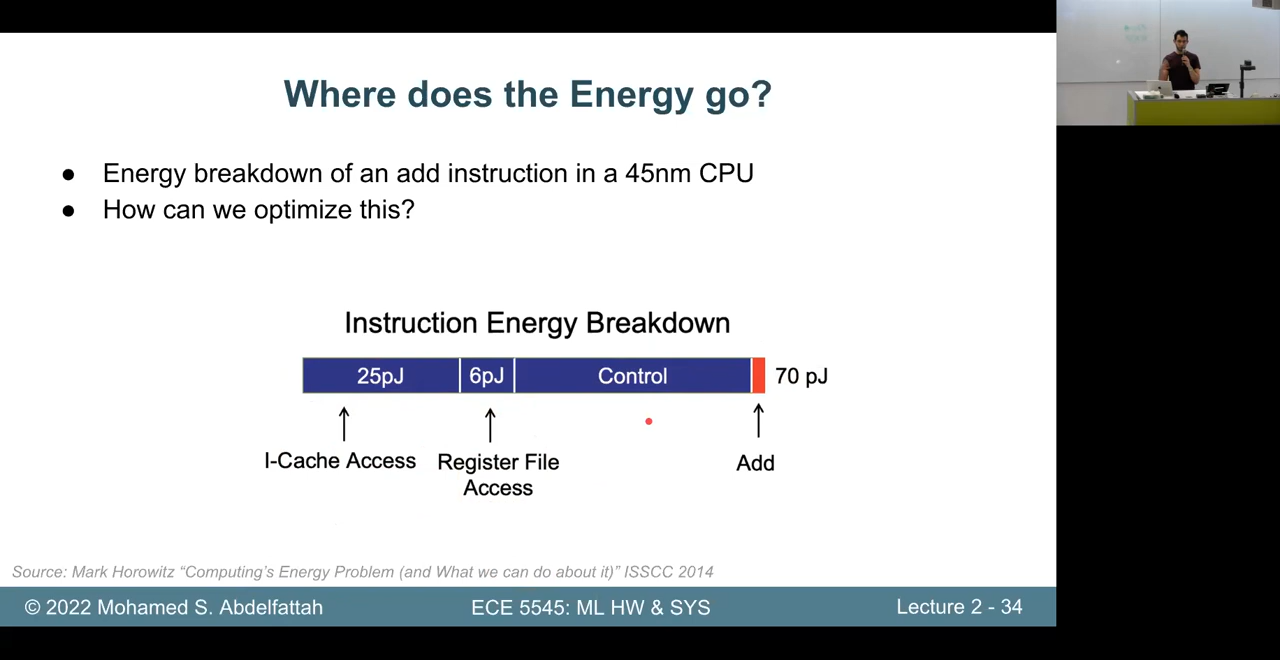 Where does the Energy go?
● Energy breakdown of an add instruction in a 45nm CPU
● How can we optimize this?
Instruction Energy Breakdown
25pJ 6pJ Control 70 pJ
I-Cache Access Register File Access Add
Source: Mark Horowitz “Computing’s Energy Problem (and What we can do about it)” ISSCC 2014
© 2022 Mohamed S. Abdelfattah ECE 5545: ML HW & SYS Lecture 2 - 34